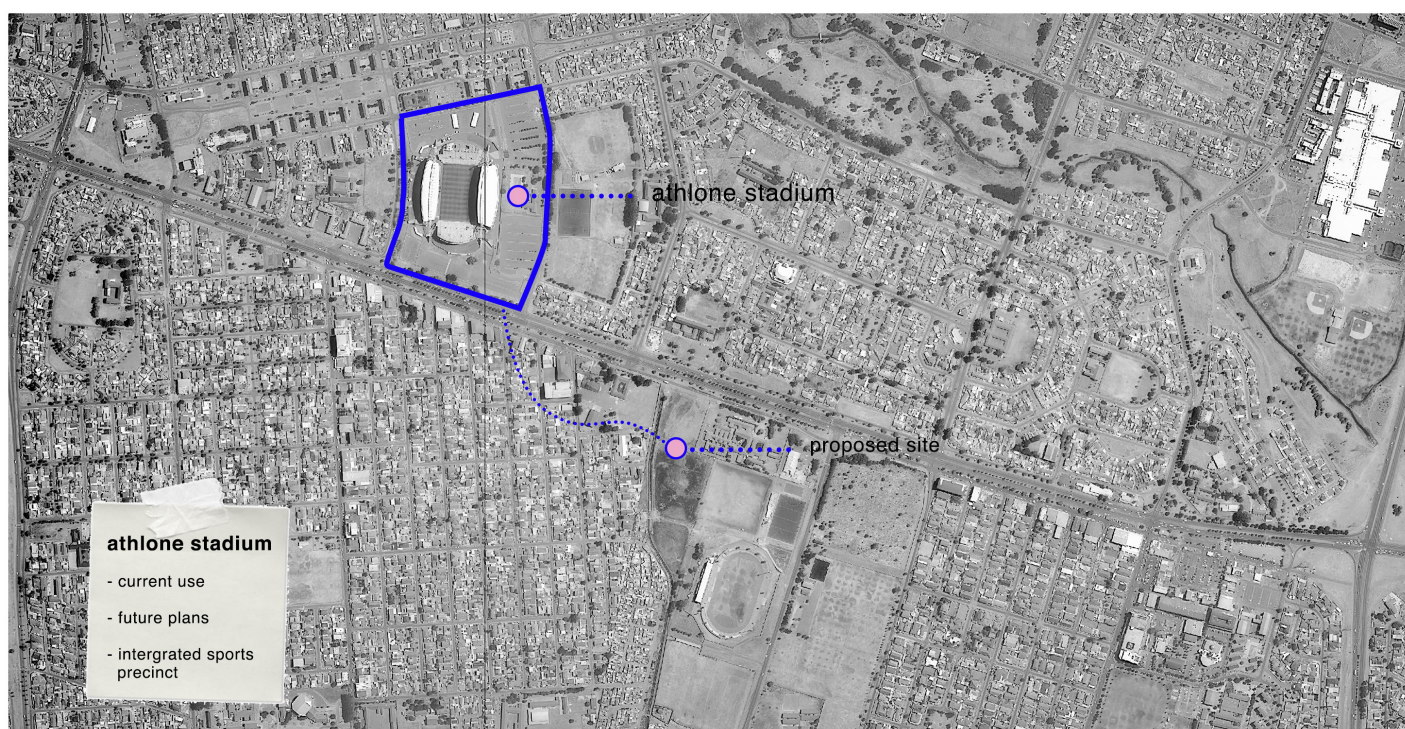 athlone stadium
proposed site
athlone stadium
- current use
- future plans
- intergrated sports
precinct